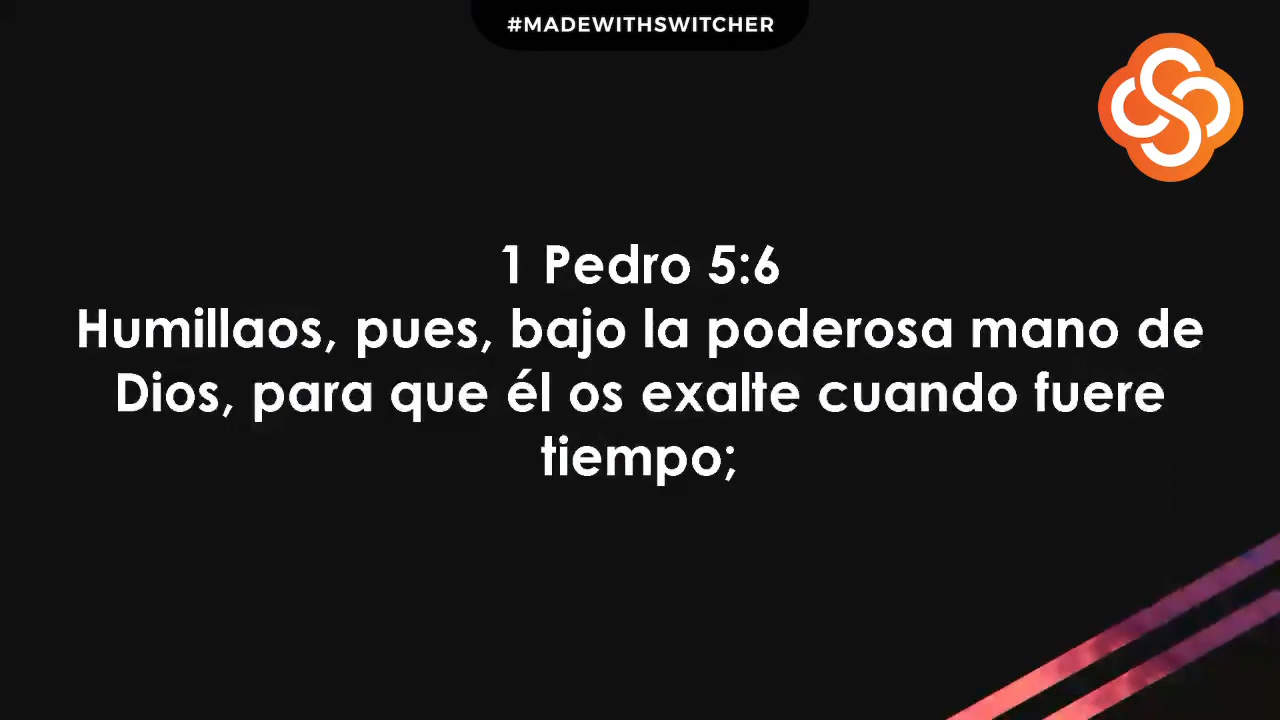 #MADEWITHSWITCHER
1 Pedro 5:6
Humillaos, pues, bajo la poderosa mano de
Dios, para que él os exalte cuando fuere
tiempo;